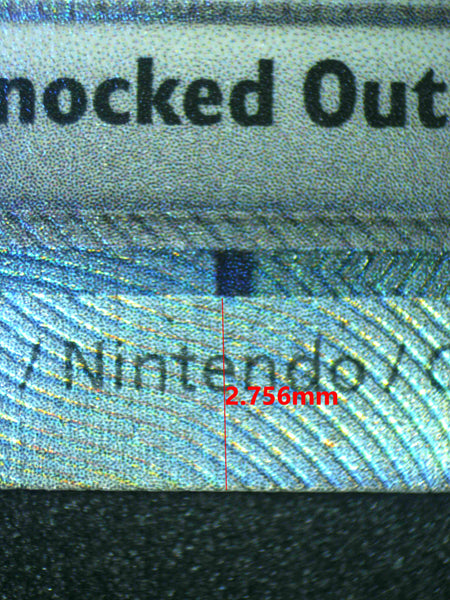 nocked Out
/ Nintendo / C
2.756mm